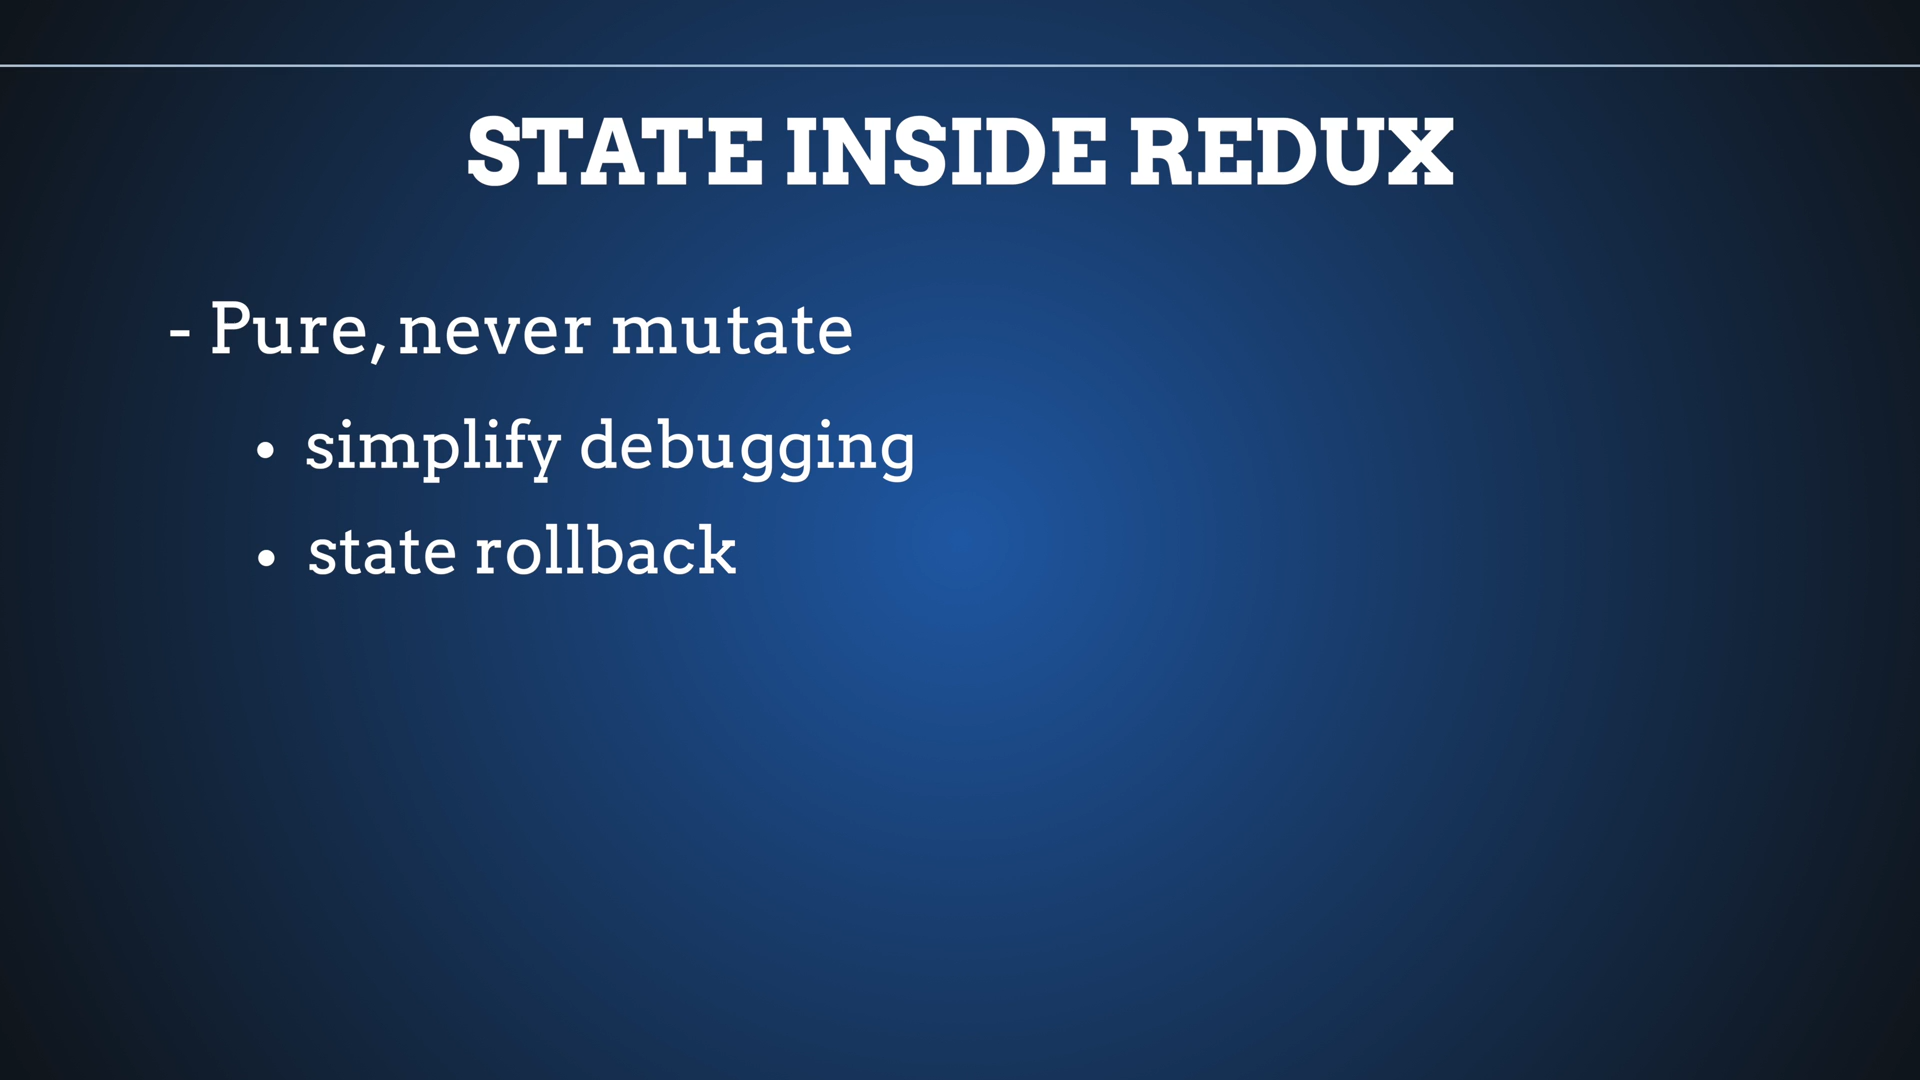 STATE INSIDE REDUX
- Pure, never mutate
• simplify debugging
• state rollback